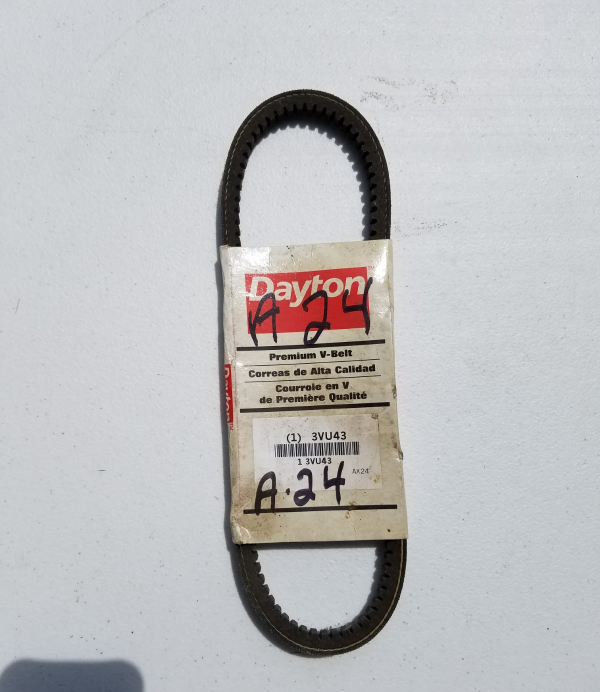 Dayton
A 24
Premium V-Belt
Correas de Alta Calidad
Courroie en V
de Première Qualité
Dayton
(1) 3VU43
1 3VU43
AX24
A.24